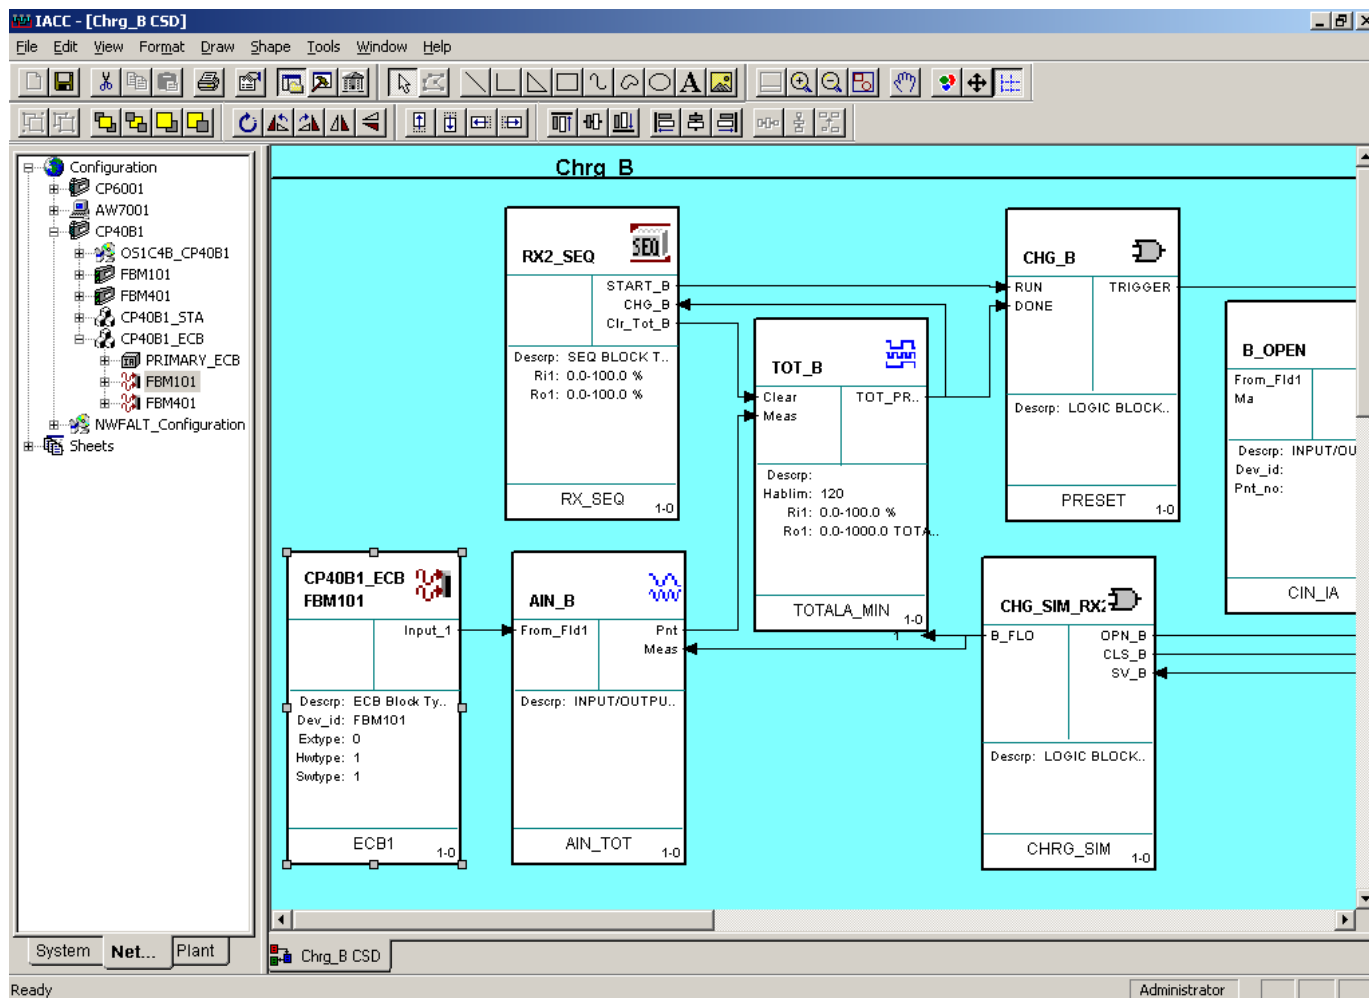 IACC - [Chrg_B CSD]
File Edit View Format Draw Shape Tools Window Help
Configuration
CP6001
AW7001
CP40B1
OS1C4B_CP40B1
FBM101
FBM401
CP40B1_STA
CP40B1_ECB
PRIMARY_ECB
FBM101
FBM401
NWFALT_Configuration
Sheets
System Net... Plant
Chrg_B
RX2_SEQ
SEQ
START_B
CHG_B
Clr_Tot_B
Descrp: SEQ BLOCK T..
Ri1: 0.0-100.0 %
Ro1: 0.0-100.0 %
RX_SEQ
1-0
TOT_B
Clear TOT_PR..
Meas
Descrp:
Hablim: 120
Ri1: 0.0-100.0 %
Ro1: 0.0-1000.0 TOTA..
TOTALA_MIN
1-0
1
CHG_B
RUN TRIGGER
DONE
Descrp: LOGIC BLOCK..
PRESET
1-0
B_OPEN
From_Fld1
Ma
Descrp: INPUT/OU
Dev_id:
Pnt_no:
CIN_IA
CP40B1_ECB
FBM101
Input_1
Descrp: ECB Block Ty..
Dev_id: FBM101
Extype: 0
Hwtype: 1
Swtype: 1
ECB1
1-0
AIN_B
From_Fld1 Pnt
Meas
Descrp: INPUT/OUTPU..
AIN_TOT
1-0
CHG_SIM_RX2
B_FLO OPN_B
CLS_B
SV_B
Descrp: LOGIC BLOCK..
CHRG_SIM
1-0
Chrg_B CSD
Ready
Administrator